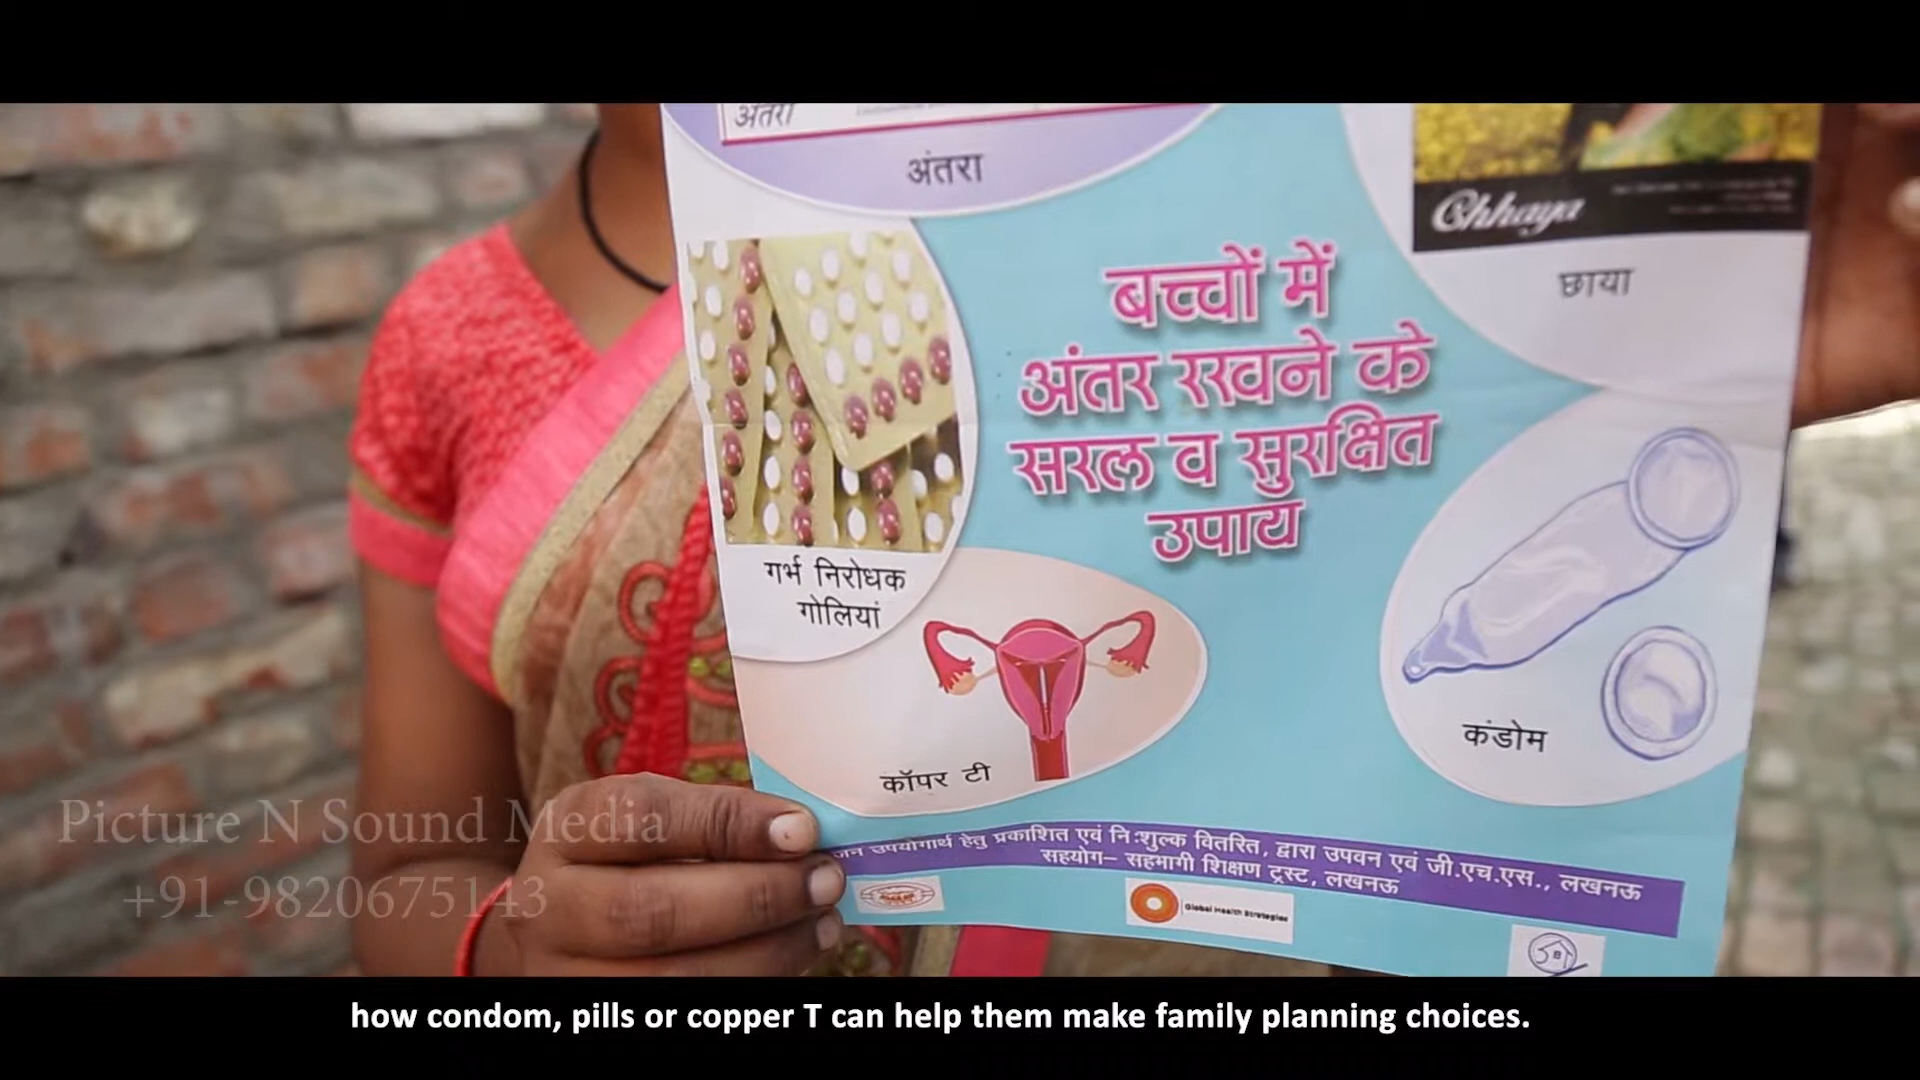 अंतरा
अंतरा
Chhaya
छाया
बच्चों में
अंतर रखने के
सरल व सुरक्षित
उपाय
गर्भ निरोधक
गोलियां
कॉपर टी
कंडोम
जन उपयोगार्थ हेतु प्रकाशित एवं नि:शुल्क वितरित, द्वारा उपवन एवं जी.एच.एस., लखनऊ
सहयोग– सहभागी शिक्षण ट्रस्ट, लखनऊ
Global Health Strategies
Picture N Sound Media
+91-9820675143
how condom, pills or copper T can help them make family planning choices.